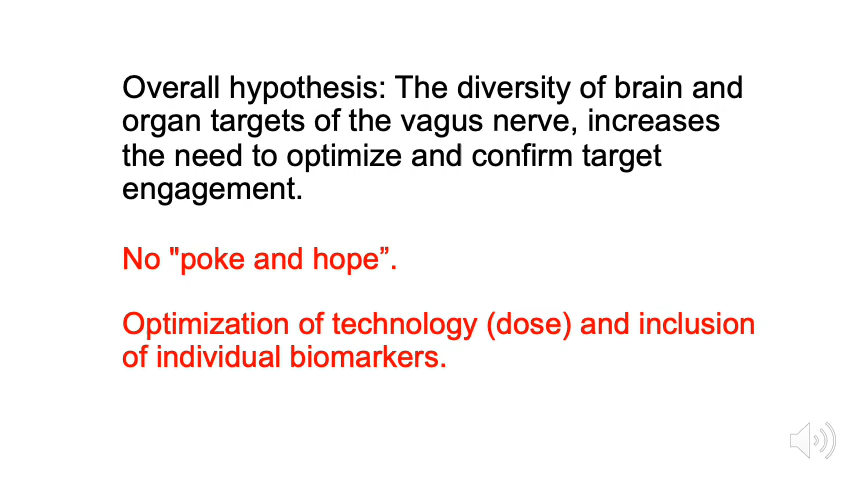 Overall hypothesis: The diversity of brain and
organ targets of the vagus nerve, increases
the need to optimize and confirm target
engagement.
No "poke and hope”.
Optimization of technology (dose) and inclusion
of individual biomarkers.